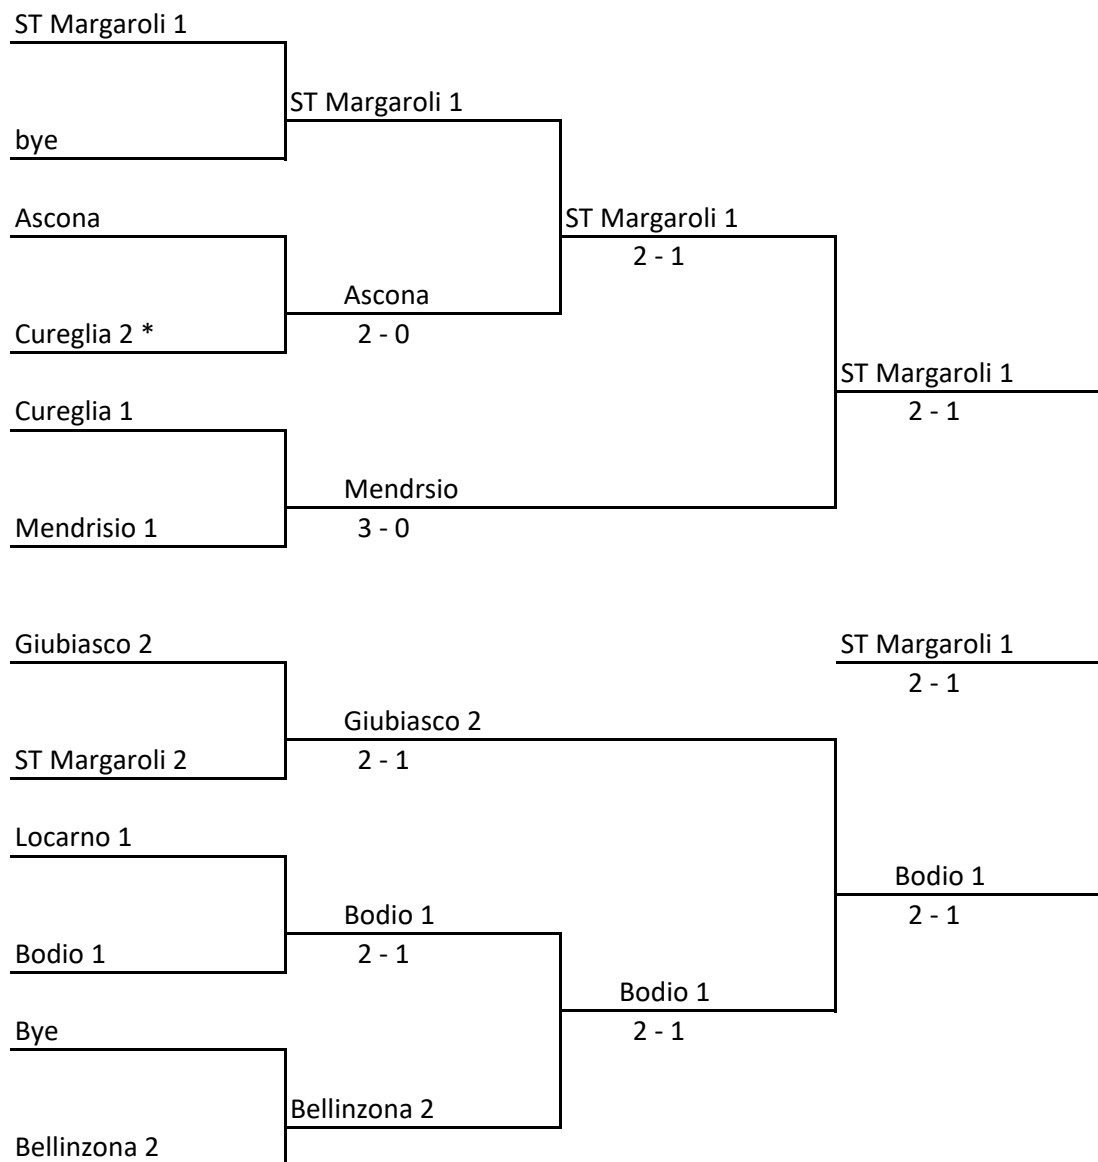 ST Margaroli 1
ST Margaroli 1
bye
Ascona
ST Margaroli 1
2 - 1
Ascona
Cureglia 2 *
2 - 0
ST Margaroli 1
Cureglia 1
2 - 1
Mendrsio
Mendrisio 1
3 - 0
Giubiasco 2
ST Margaroli 1
2 - 1
Giubiasco 2
ST Margaroli 2
2 - 1
Locarno 1
Bodio 1
2 - 1
Bodio 1
Bodio 1
2 - 1
Bodio 1
2 - 1
Bye
Bellinzona 2
Bellinzona 2